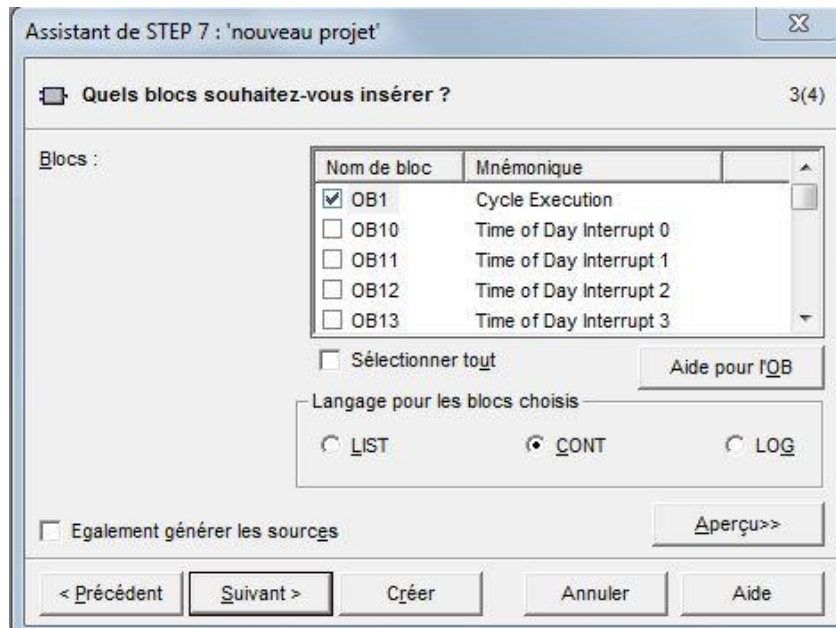 Assistant de STEP 7 : 'nouveau projet'
Quels blocs souhaitez-vous insérer ? 3(4)
Blocs :
Nom de bloc Mnémonique
OB1 Cycle Execution
OB10 Time of Day Interrupt 0
OB11 Time of Day Interrupt 1
OB12 Time of Day Interrupt 2
OB13 Time of Day Interrupt 3
Sélectionner tout
Aide pour l'OB
Langage pour les blocs choisis
LIST CONT LOG
Egalement générer les sources
Aperçu>>
< Précédent Suivant > Créer Annuler Aide